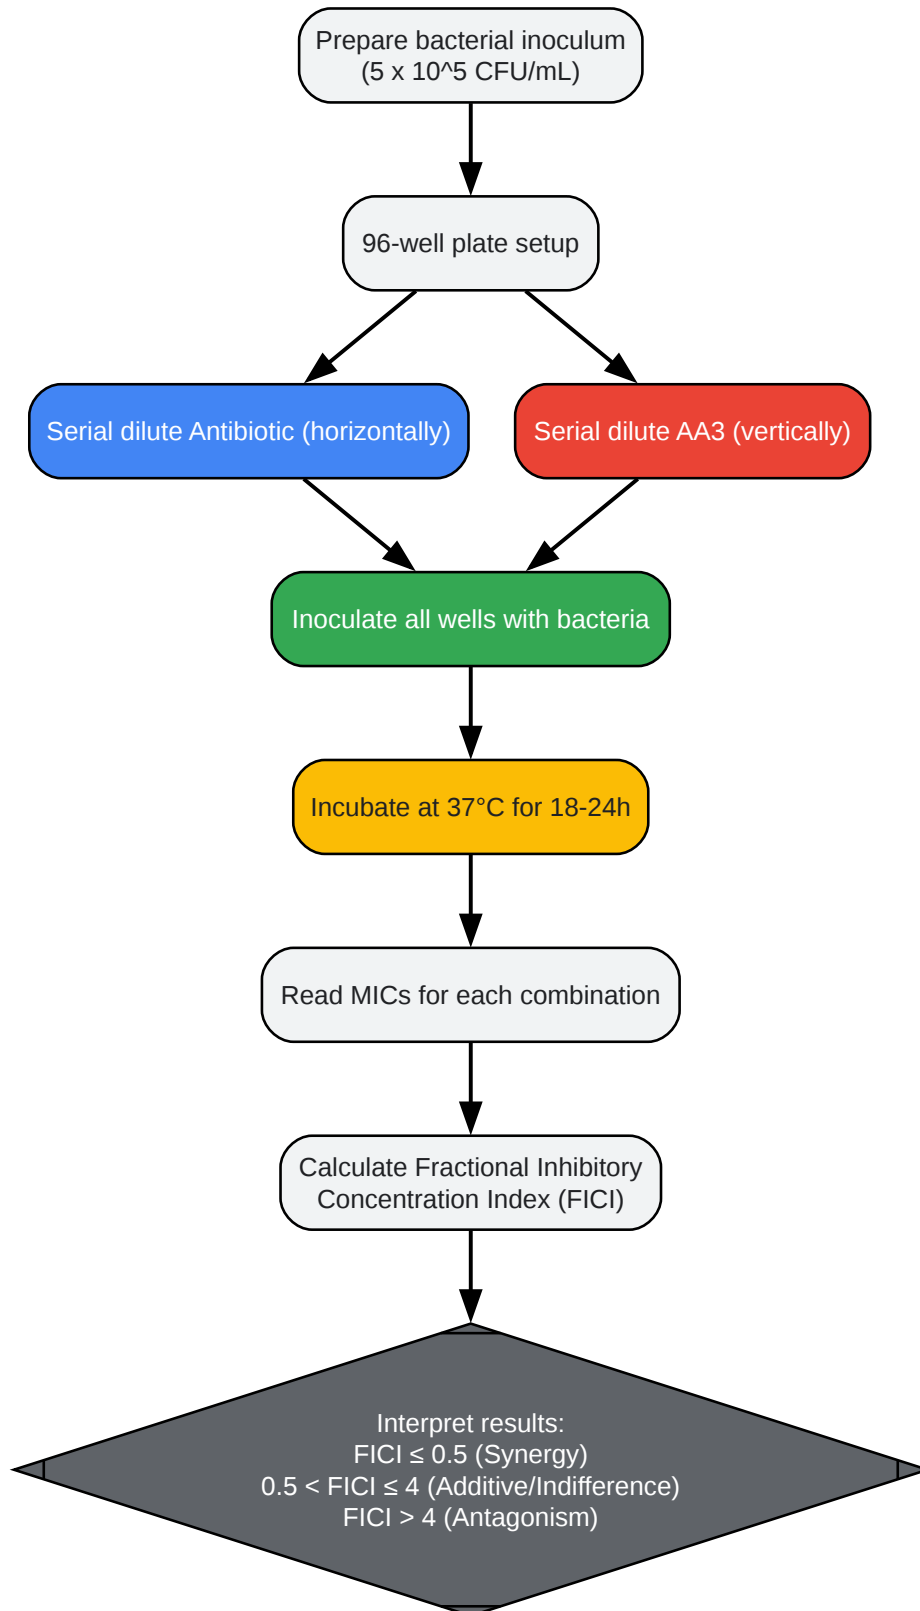 Prepare bacterial inoculum
(5 x 10^5 CFU/mL)
96-well plate setup
Serial dilute Antibiotic (horizontally)
Serial dilute AA3 (vertically)
Inoculate all wells with bacteria
Incubate at 37°C for 18-24h
Read MICs for each combination
Calculate Fractional Inhibitory
Concentration Index (FICI)
Interpret results:
FICI ≤ 0.5 (Synergy)
0.5 < FICI ≤ 4 (Additive/Indifference)
FICI > 4 (Antagonism)